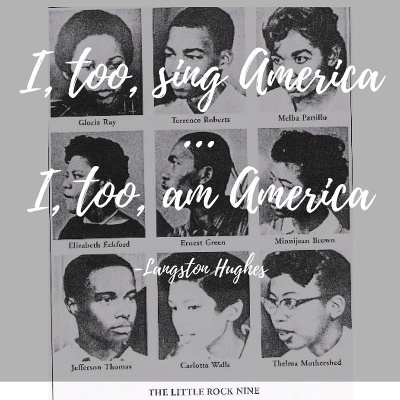 I, too, sing America
Gloria Ray Terrence Roberts Melba Pattillo
...
I, too, am America
Elizabeth Eckford Ernest Green Minnijean Brown
-Langston Hughes
Jefferson Thomas Carlotta Walls Thelma Mothershed
THE LITTLE ROCK NINE